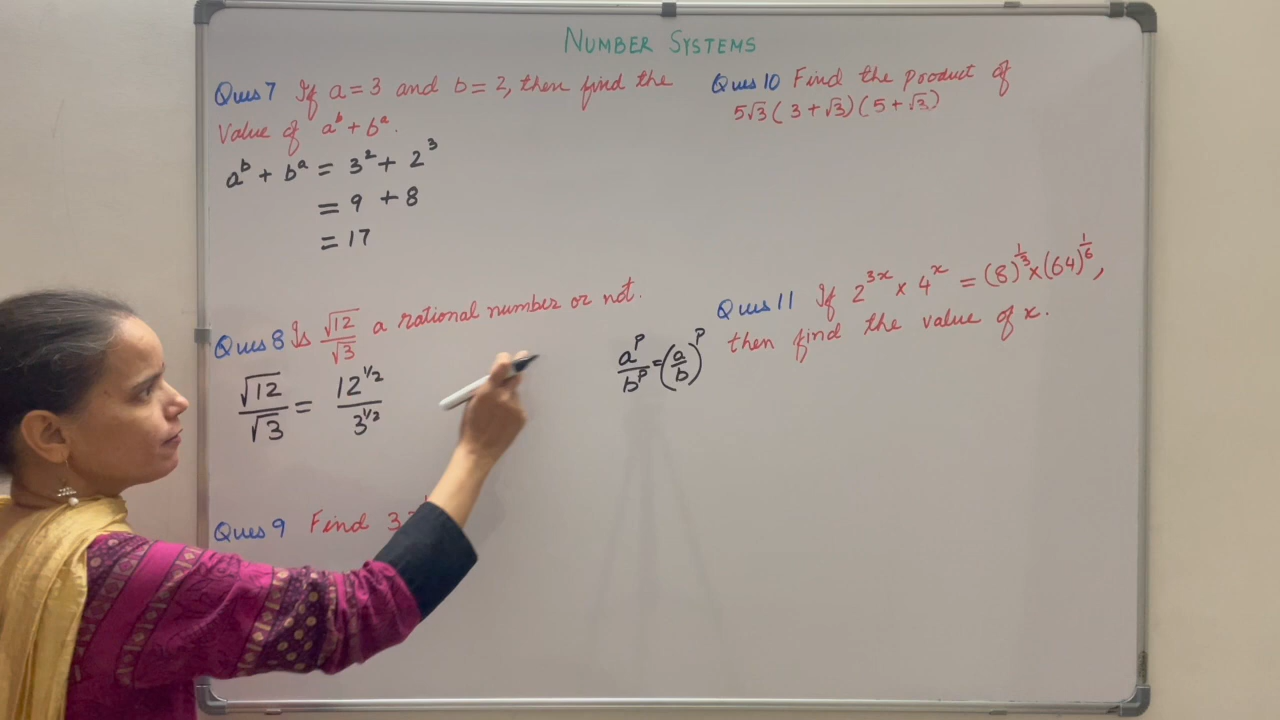 NUMBER SYSTEMS
Ques 7 If a = 3 and b = 2, then find the
value of a^b + b^a.
a^b + b^a = 3^2 + 2^3
= 9 + 8
= 17
Ques 8 Is √12/√3 a rational number or not.
√12/√3 = 12^(1/2)/3^(1/2)
a^p/b^p = (a/b)^p
Ques 9 Find
Ques 10 Find the product of
5√3 (3 + √3) (5 + √3)
Ques 11 If 2^(3x) × 4^x = (8)^(1/3) × (64)^(1/6),
then find the value of x.